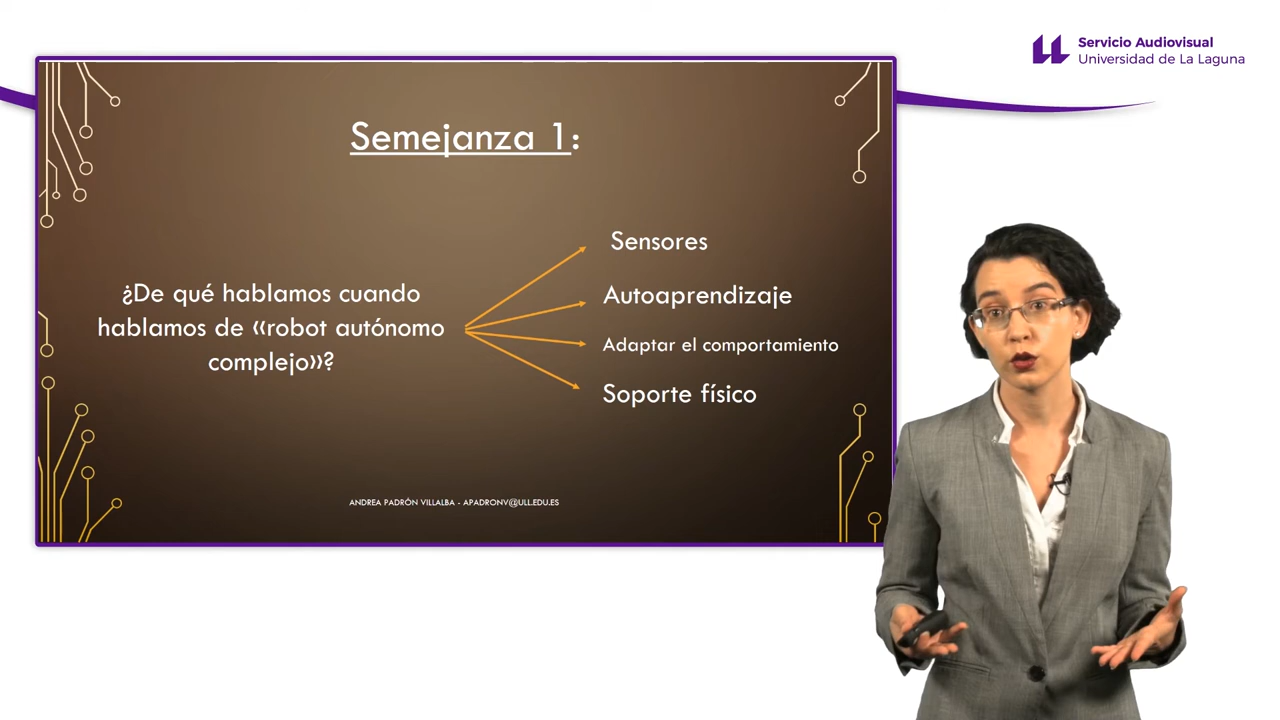 Servicio Audiovisual
Universidad de La Laguna
Semejanza 1:
¿De qué hablamos cuando
hablamos de «robot autónomo
complejo»?
Sensores
Autoaprendizaje
Adaptar el comportamiento
Soporte físico
ANDREA PADRÓN VILLALBA - APADRONV@ULL.EDU.ES